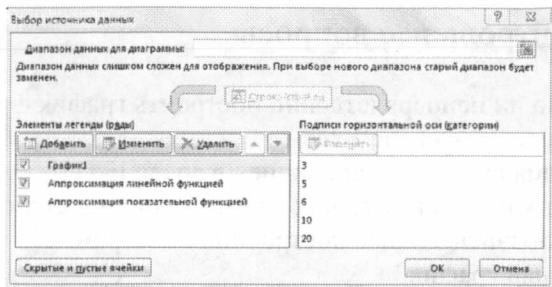 Выбор источника данных
Диапазон данных для диаграммы:
Диапазон данных слишком сложен для отображения. При выборе нового диапазона старый диапазон будет
заменен.
Строка/столбец
Элементы легенды (ряды)
Добавить Изменить Удалить
График1
Аппроксимация линейной функцией
Аппроксимация показательной функцией
Подписи горизонтальной оси (категории)
Изменить
3
5
6
10
20
Скрытые и пустые ячейки
ОК Отмена